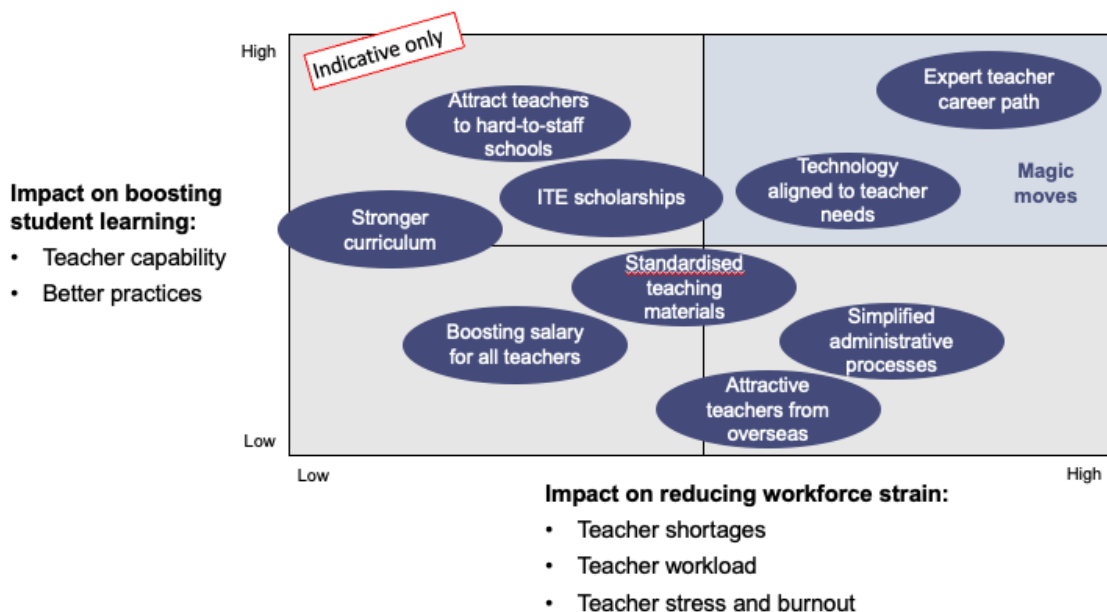 High
Indicative only
Expert teacher
career path
Attract teachers
to hard-to-staff
schools
Technology
aligned to teacher
needs
Magic
moves
ITE scholarships
Impact on boosting
student learning:
• Teacher capability
• Better practices
Stronger
curriculum
Standardised
teaching
materials
Boosting salary
for all teachers
Simplified
administrative
processes
Attractive
teachers from
overseas
Low
Low
High
Impact on reducing workforce strain:
• Teacher shortages
• Teacher workload
• Teacher stress and burnout